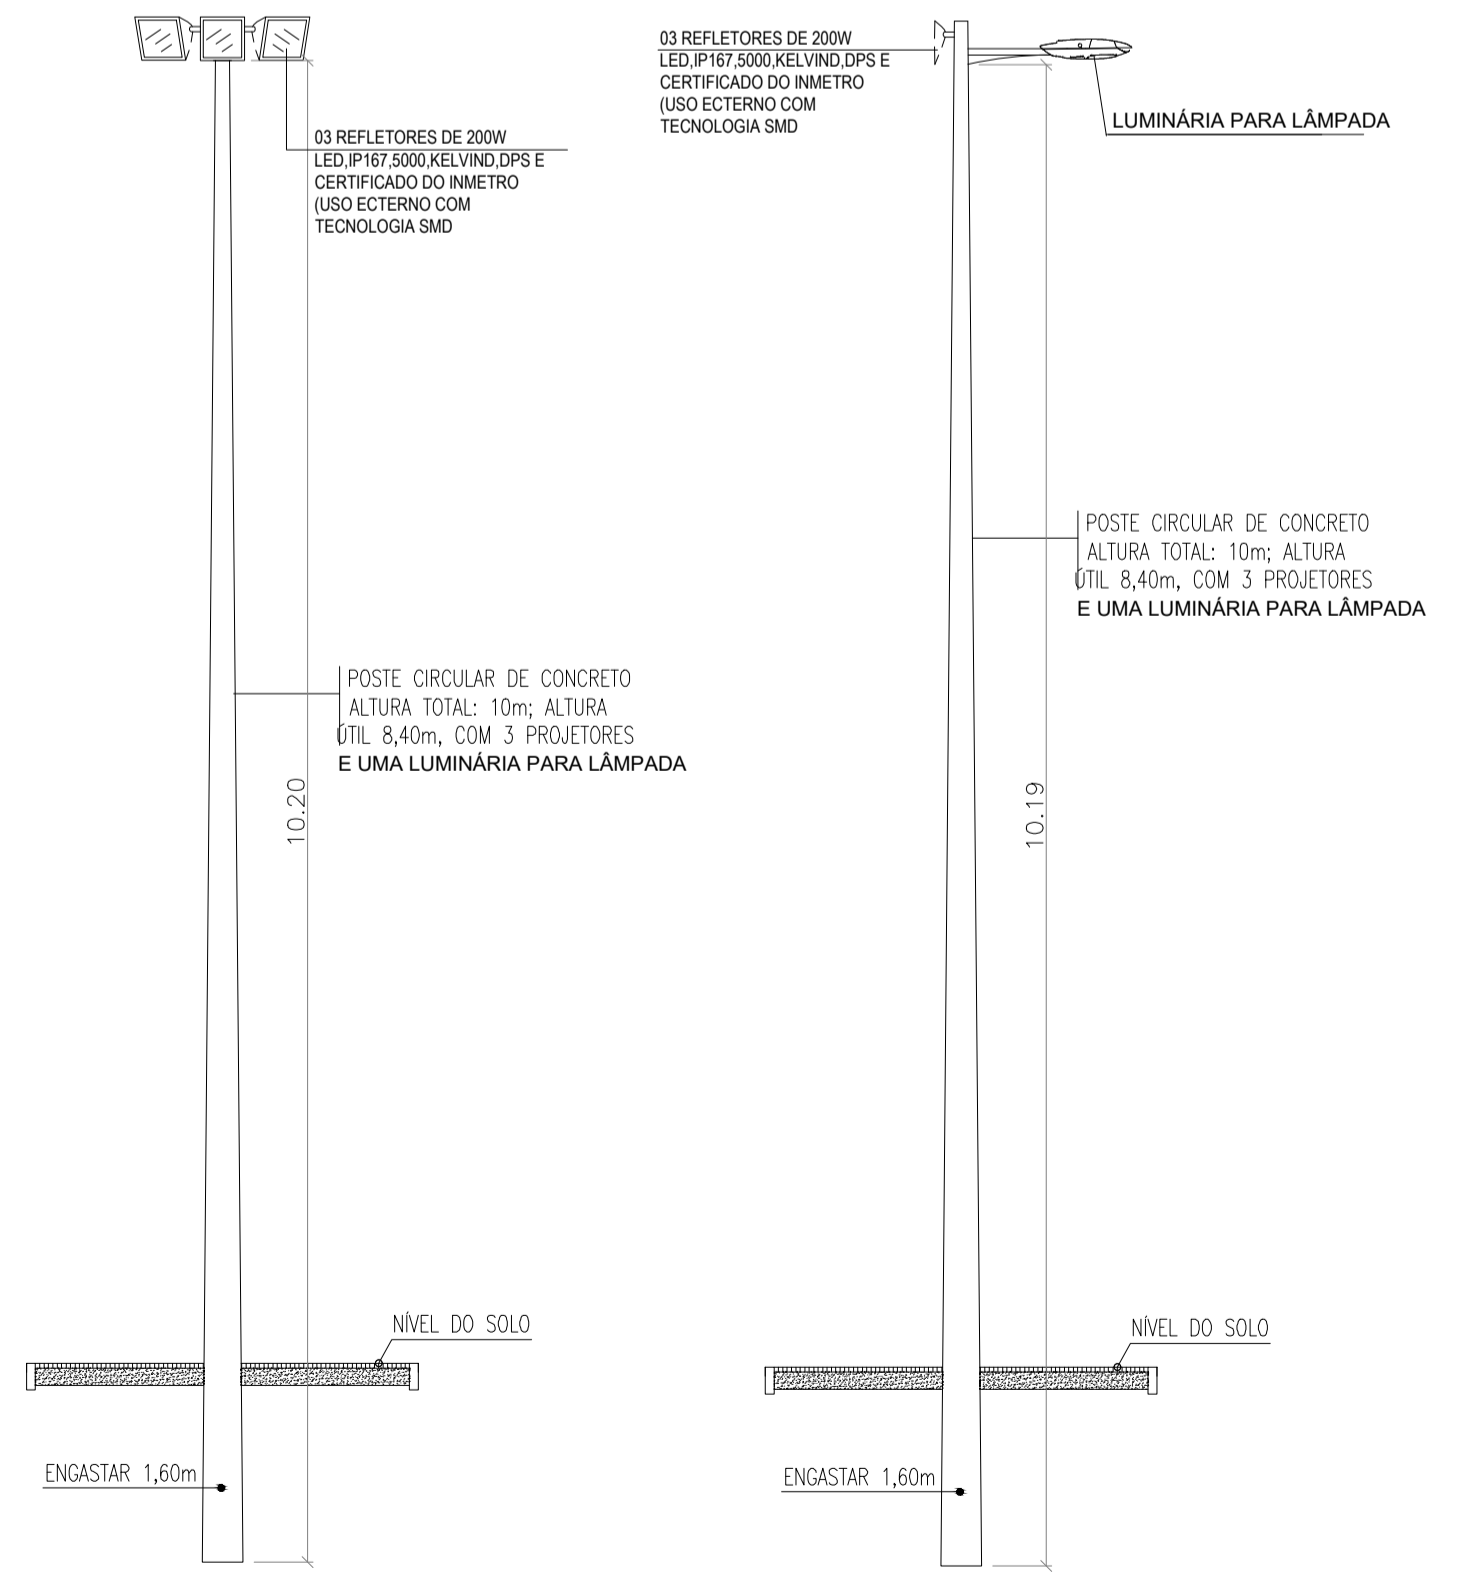 03 REFLETORES DE 200W
LED,IP167,5000,KELVIND,DPS E
CERTIFICADO DO INMETRO
(USO ECTERNO COM
TECNOLOGIA SMD
POSTE CIRCULAR DE CONCRETO
ALTURA TOTAL: 10m; ALTURA
ÚTIL 8,40m, COM 3 PROJETORES
E UMA LUMINÁRIA PARA LÂMPADA
10.20
NÍVEL DO SOLO
ENGASTAR 1,60m
03 REFLETORES DE 200W
LED,IP167,5000,KELVIND,DPS E
CERTIFICADO DO INMETRO
(USO ECTERNO COM
TECNOLOGIA SMD
LUMINÁRIA PARA LÂMPADA
POSTE CIRCULAR DE CONCRETO
ALTURA TOTAL: 10m; ALTURA
ÚTIL 8,40m, COM 3 PROJETORES
E UMA LUMINÁRIA PARA LÂMPADA
10.19
NÍVEL DO SOLO
ENGASTAR 1,60m